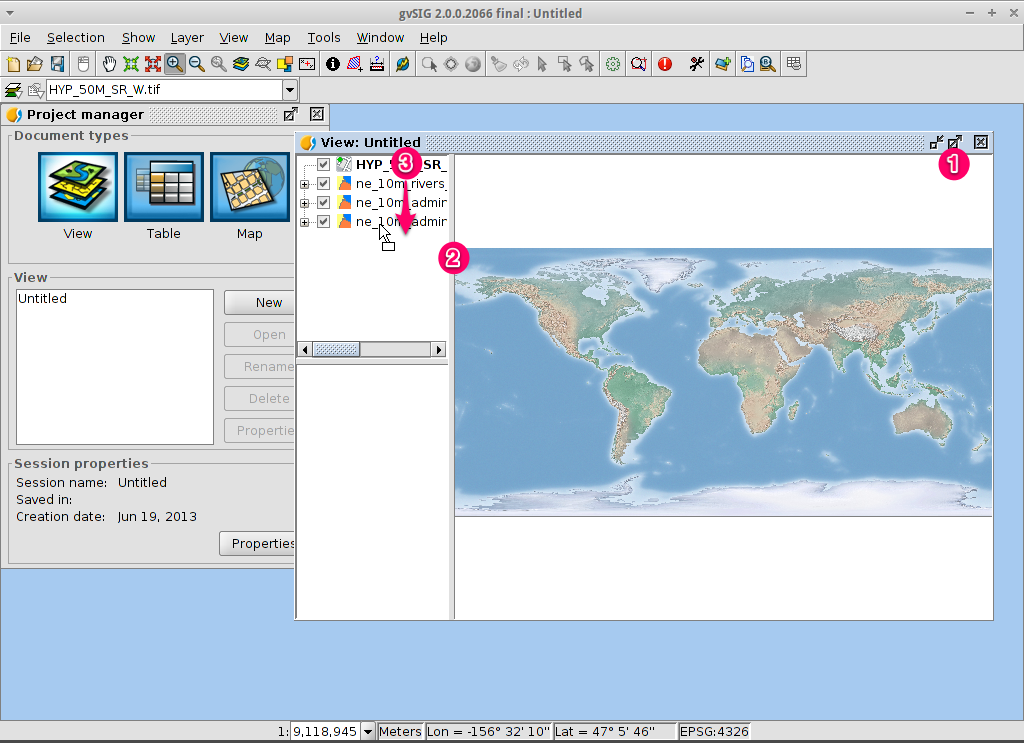 gvSIG 2.0.0.2066 final : Untitled
File Selection Show Layer View Map Tools Window Help
HYP_50M_SR_W.tif
Project manager
Document types
View Table Map
View
Untitled
New
Open
Rename
Delete
Propertie
Session properties
Session name: Untitled
Saved in:
Creation date: Jun 19, 2013
Properties
View: Untitled
1
HYP_5 SR_
3
ne_10m_rivers_
ne_10m_admin
ne_10m_admin
2
1: 9,118,945 Meters Lon = -156° 32' 10" Lat = 47° 5' 46" EPSG:4326